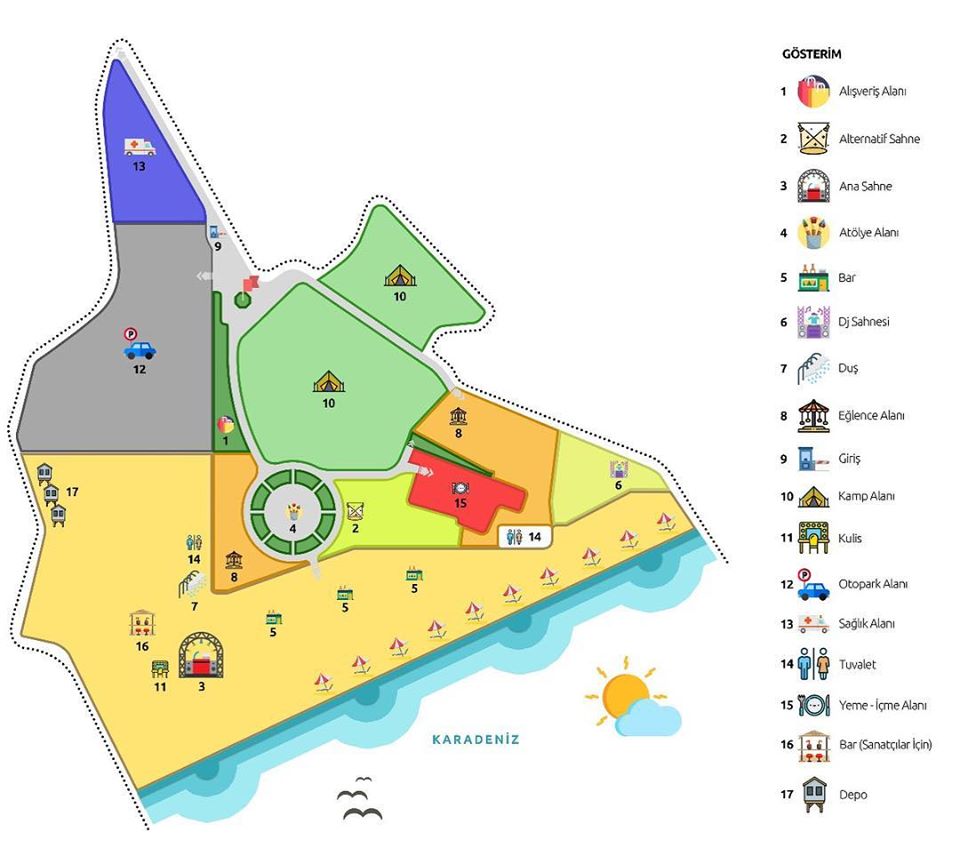 GÖSTERİM
1 Alışveriş Alanı
2 Alternatif Sahne
3 Ana Sahne
4 Atölye Alanı
5 Bar
6 Dj Sahnesi
7 Duş
8 Eğlence Alanı
9 Giriş
10 Kamp Alanı
11 Kulis
12 Otopark Alanı
13 Sağlık Alanı
14 Tuvalet
15 Yeme - İçme Alanı
16 Bar (Sanatçılar İçin)
17 Depo
13
9
10
P
12
10
1
8
6
17
15
4
2
14
14
8
7
5
5
5
16
11
3
KARADENİZ